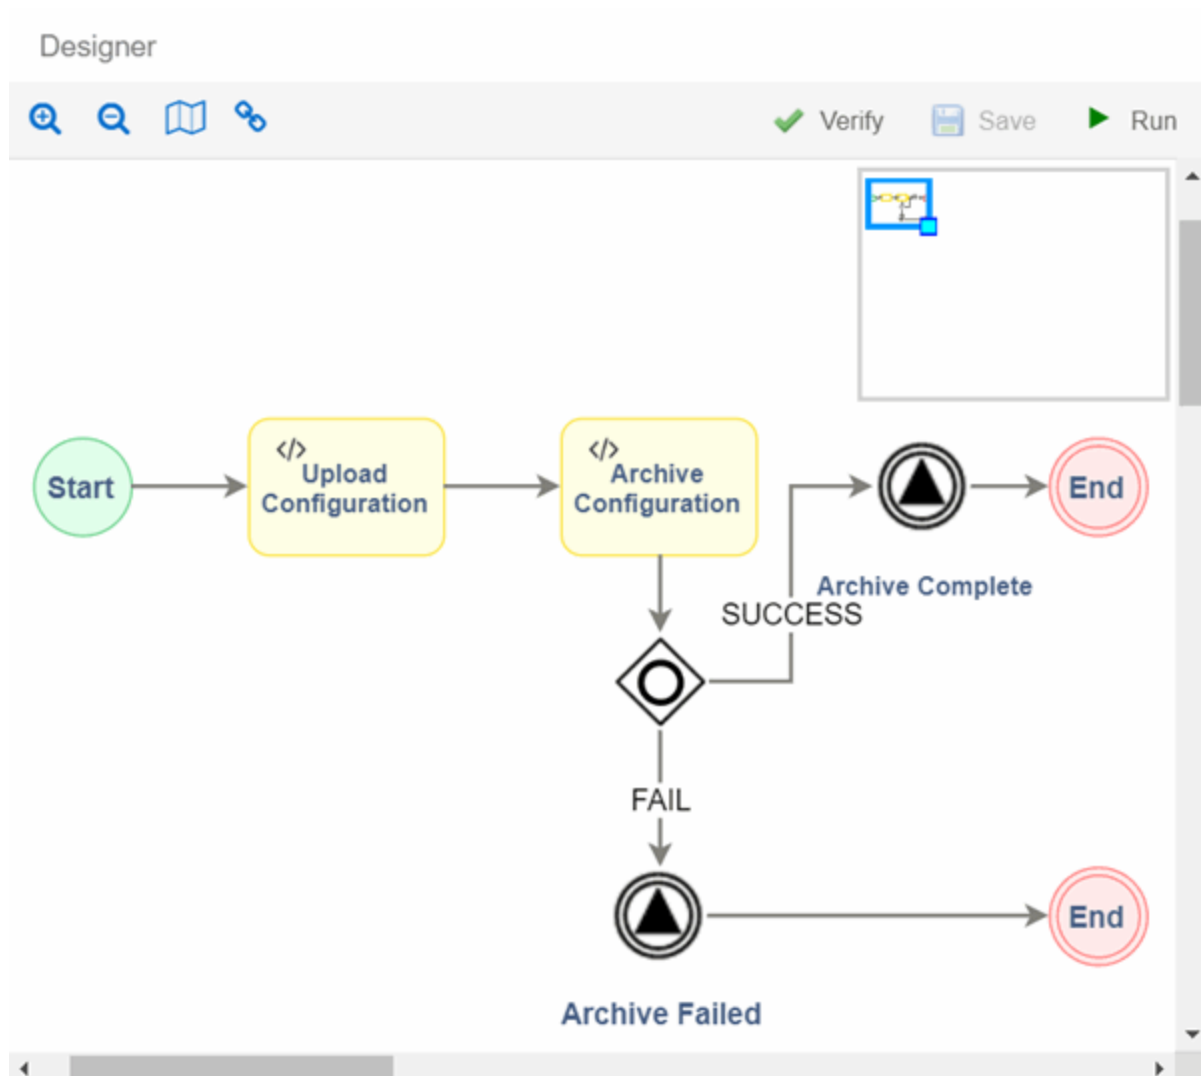 Designer
Verify
Save
Run
Start
Upload
Configuration
Archive
Configuration
End
Archive Complete
SUCCESS
FAIL
End
Archive Failed